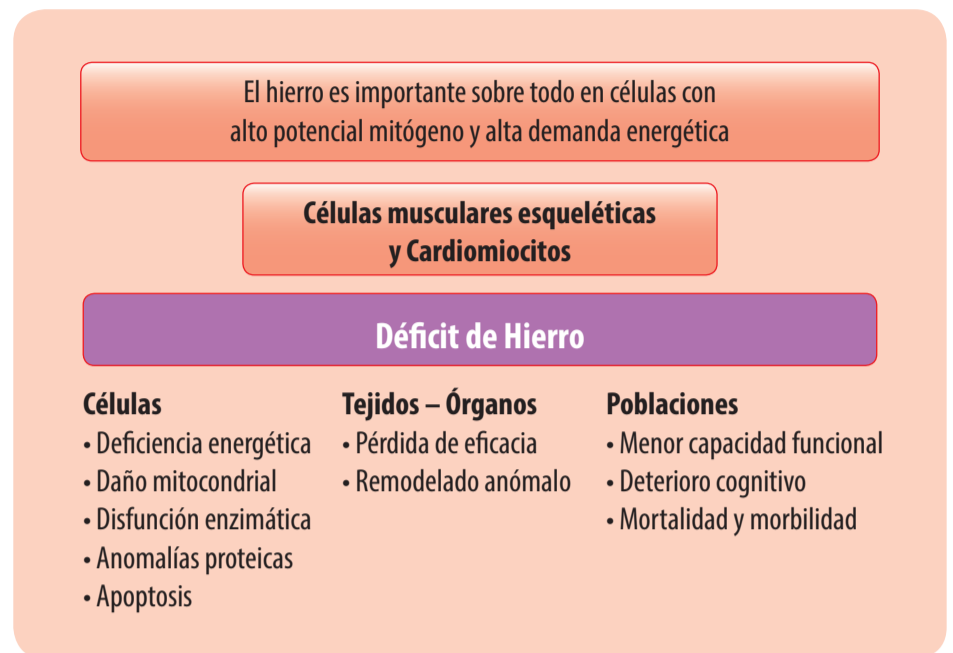 El hierro es importante sobre todo en células con
alto potencial mitógeno y alta demanda energética
Células musculares esqueléticas
y Cardiomiocitos
Déficit de Hierro
Células
• Deficiencia energética
• Daño mitocondrial
• Disfunción enzimática
• Anomalías proteicas
• Apoptosis
Tejidos – Órganos
• Pérdida de eficacia
• Remodelado anómalo
Poblaciones
• Menor capacidad funcional
• Deterioro cognitivo
• Mortalidad y morbilidad